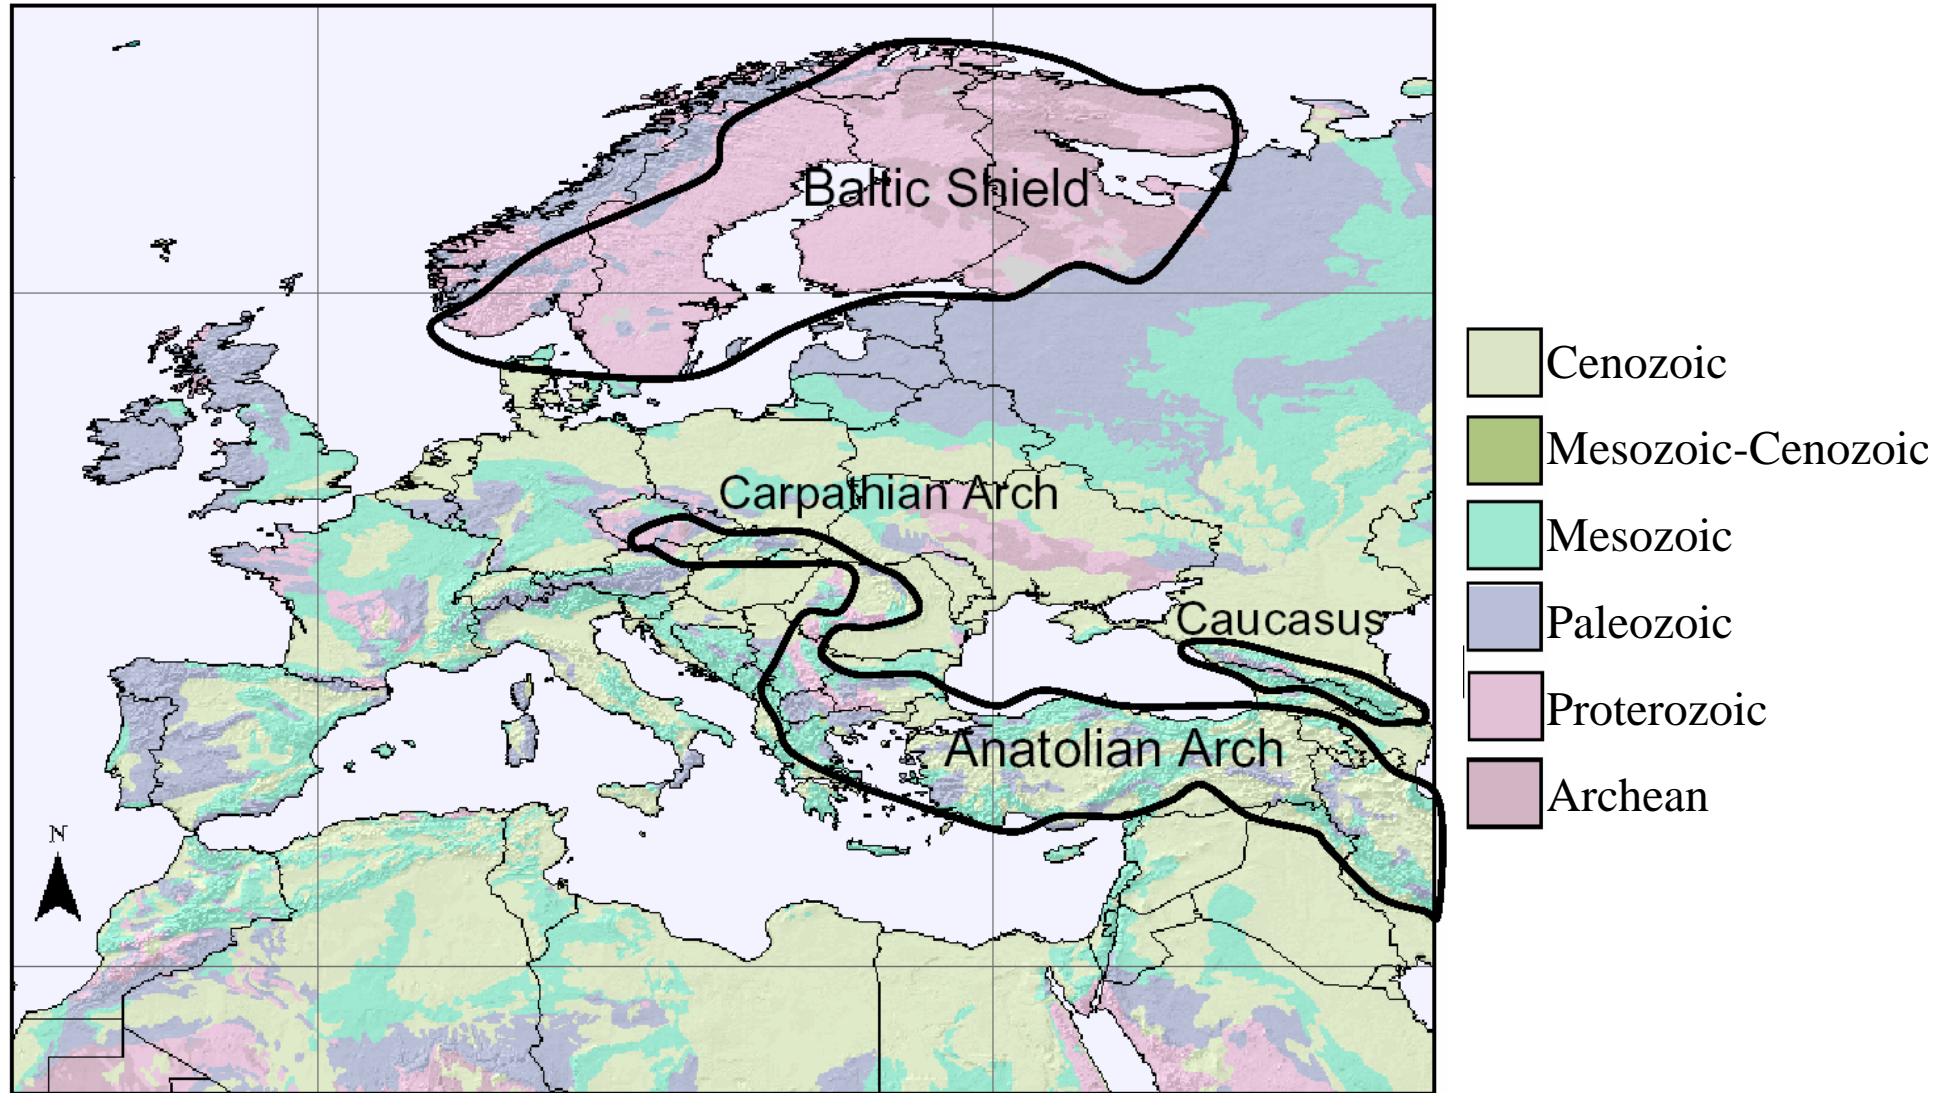 Baltic Shield
Carpathian Arch
Caucasus
Anatolian Arch
N
Cenozoic
Mesozoic-Cenozoic
Mesozoic
Paleozoic
Proterozoic
Archean